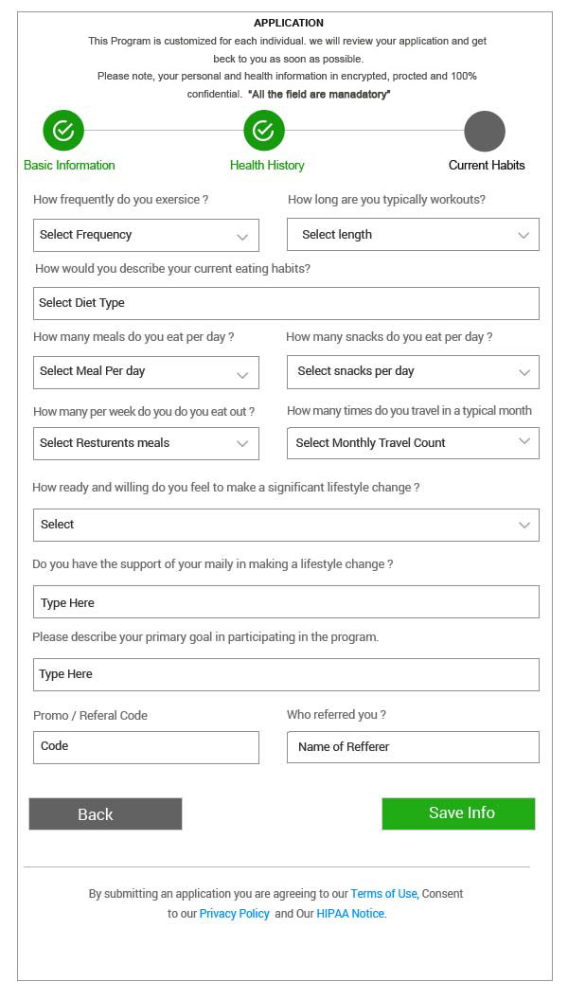 APPLICATION
This Program is customized for each individual. we will review your application and get
beck to you as soon as possible.
Please note, your personal and health information in encrypted, procted and 100%
confidential. “All the field are manadatory”
Basic Information
Health History
Current Habits
How frequently do you exersice ?
How long are you typically workouts?
Select Frequency
Select length
How would you describe your current eating habits?
Select Diet Type
How many meals do you eat per day ?
How many snacks do you eat per day ?
Select Meal Per day
Select snacks per day
How many per week do you do you eat out ?
How many times do you travel in a typical month
Select Resturents meals
Select Monthly Travel Count
How ready and willing do you feel to make a significant lifestyle change ?
Select
Do you have the support of your maily in making a lifestyle change ?
Type Here
Please describe your primary goal in participating in the program.
Type Here
Promo / Referal Code
Who referred you ?
Code
Name of Refferer
Back
Save Info
By submitting an application you are agreeing to our Terms of Use, Consent
to our Privacy Policy and Our HIPAA Notice.